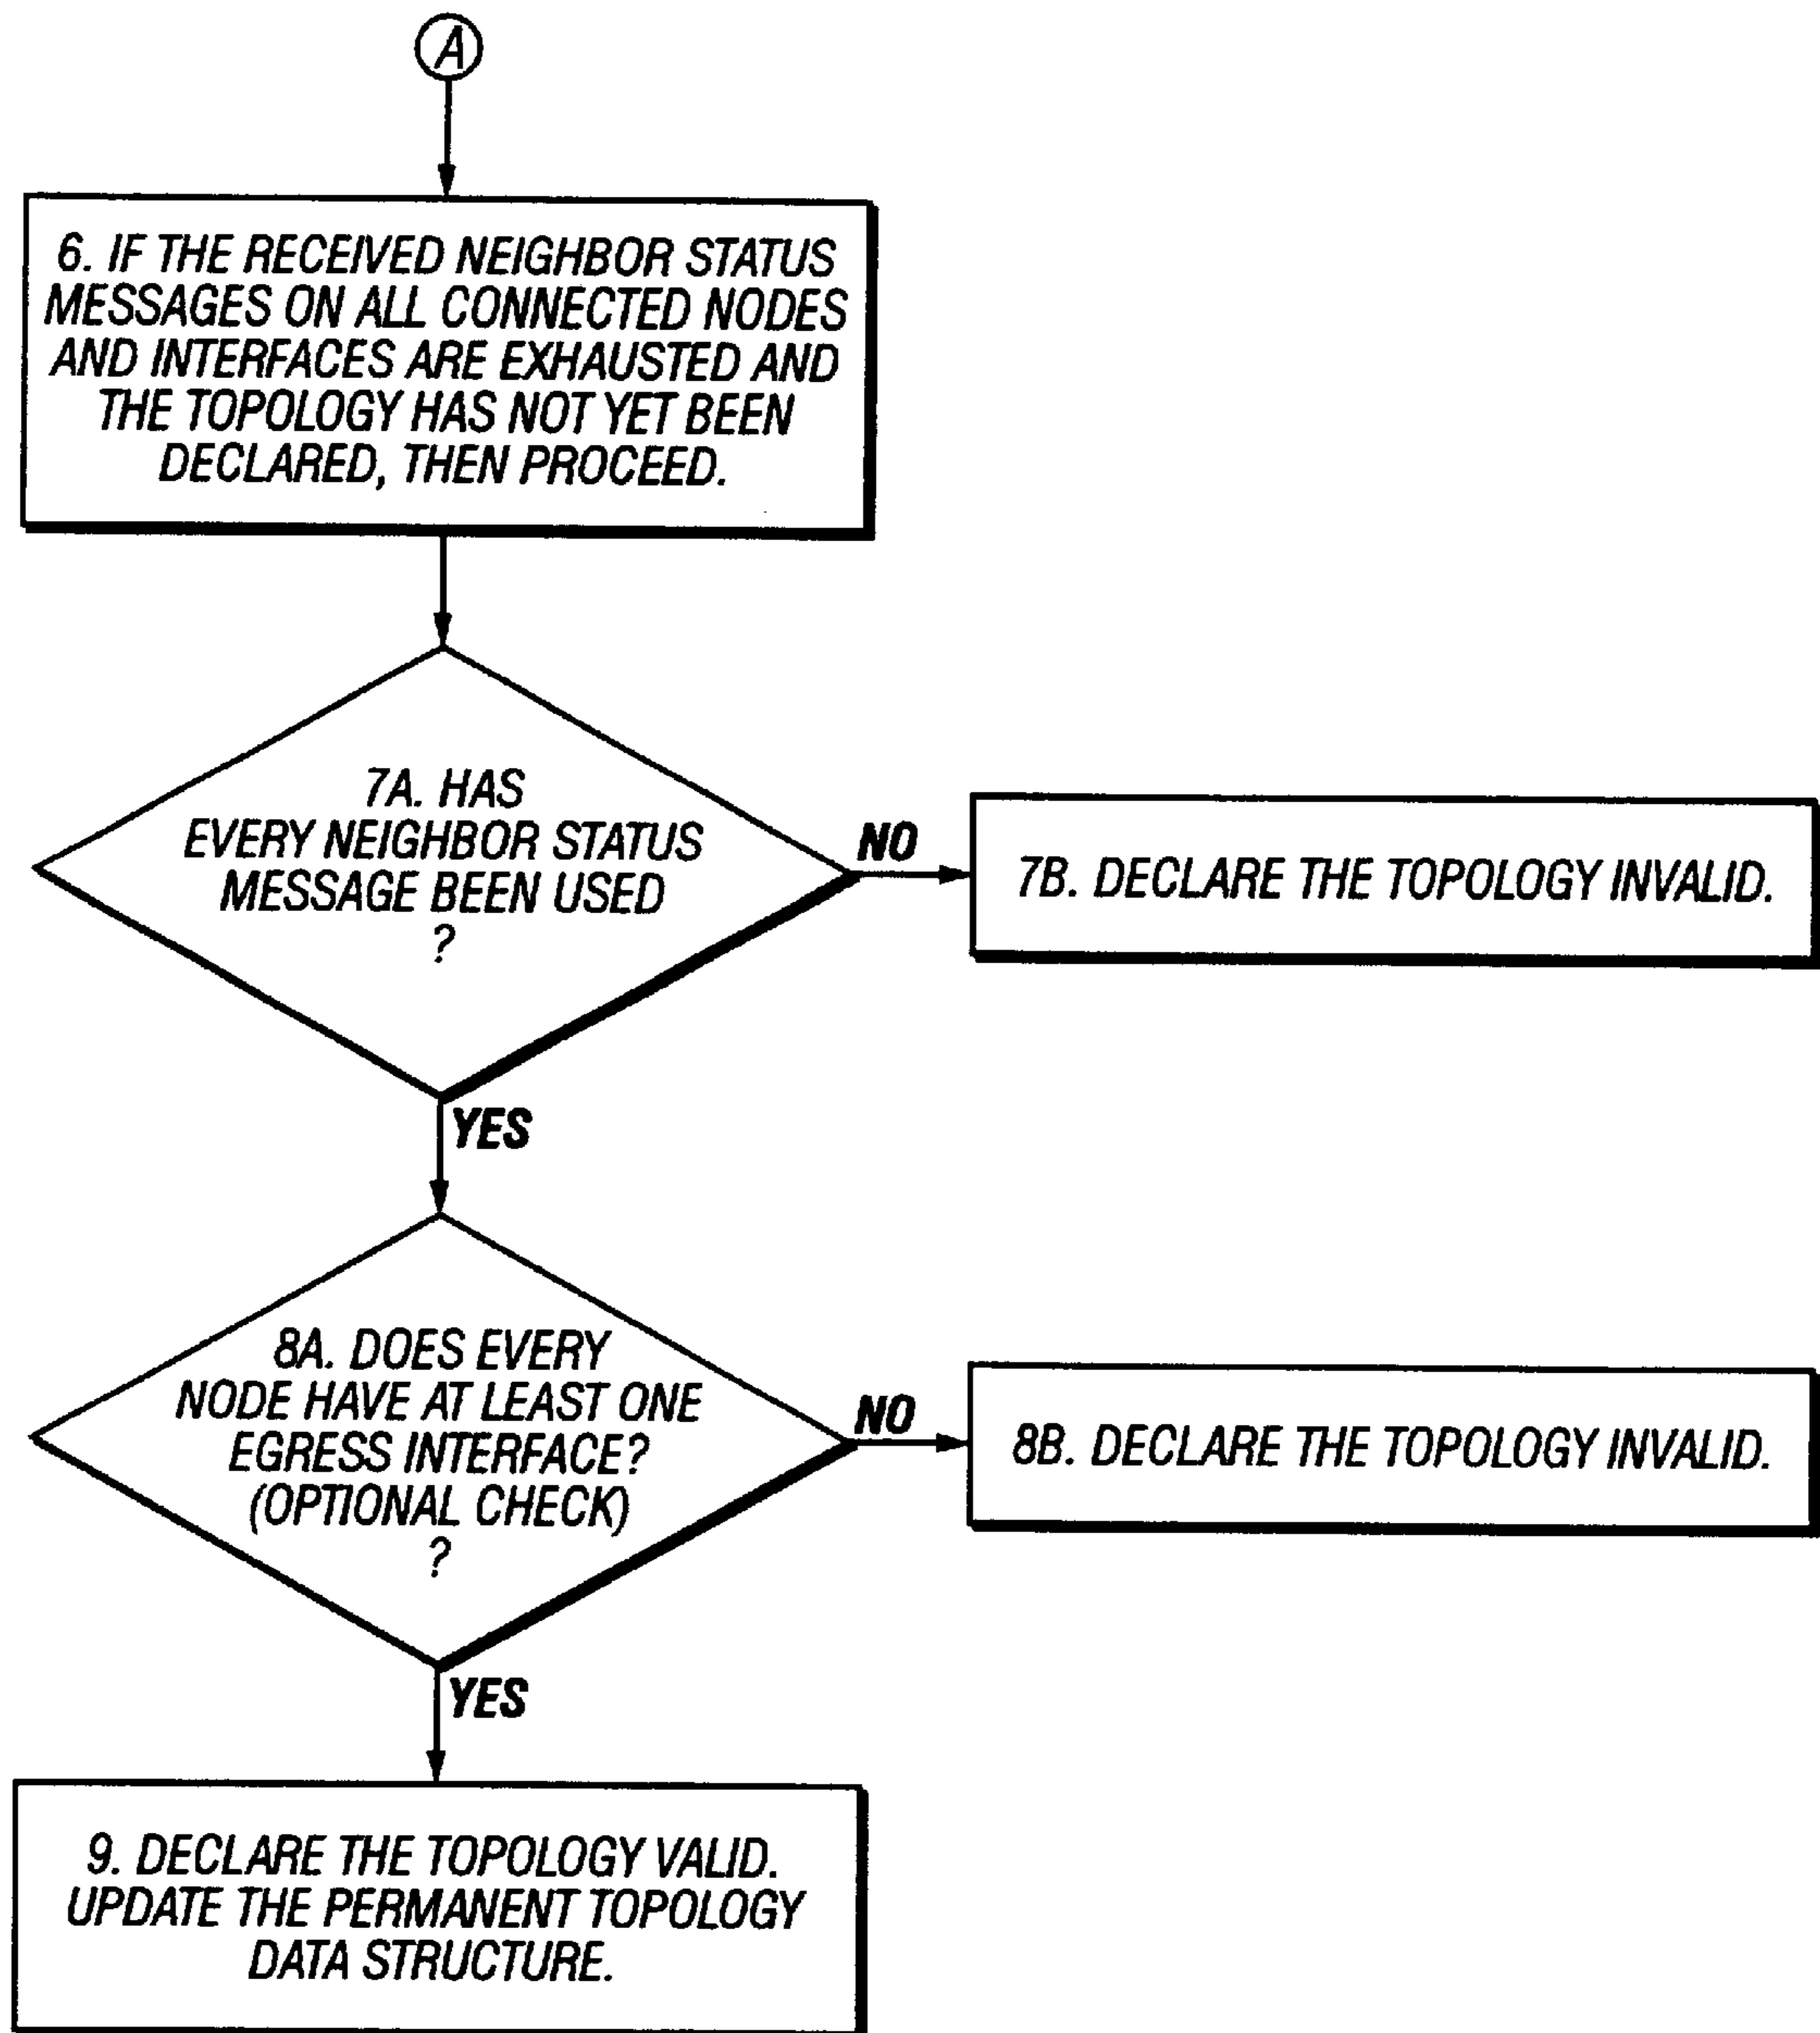 A
6. IF THE RECEIVED NEIGHBOR STATUS
MESSAGES ON ALL CONNECTED NODES
AND INTERFACES ARE EXHAUSTED AND
THE TOPOLOGY HAS NOT YET BEEN
DECLARED, THEN PROCEED.
7A. HAS
EVERY NEIGHBOR STATUS
MESSAGE BEEN USED
?
NO
7B. DECLARE THE TOPOLOGY INVALID.
YES
8A. DOES EVERY
NODE HAVE AT LEAST ONE
EGRESS INTERFACE?
(OPTIONAL CHECK)
?
NO
8B. DECLARE THE TOPOLOGY INVALID.
YES
9. DECLARE THE TOPOLOGY VALID.
UPDATE THE PERMANENT TOPOLOGY
DATA STRUCTURE.